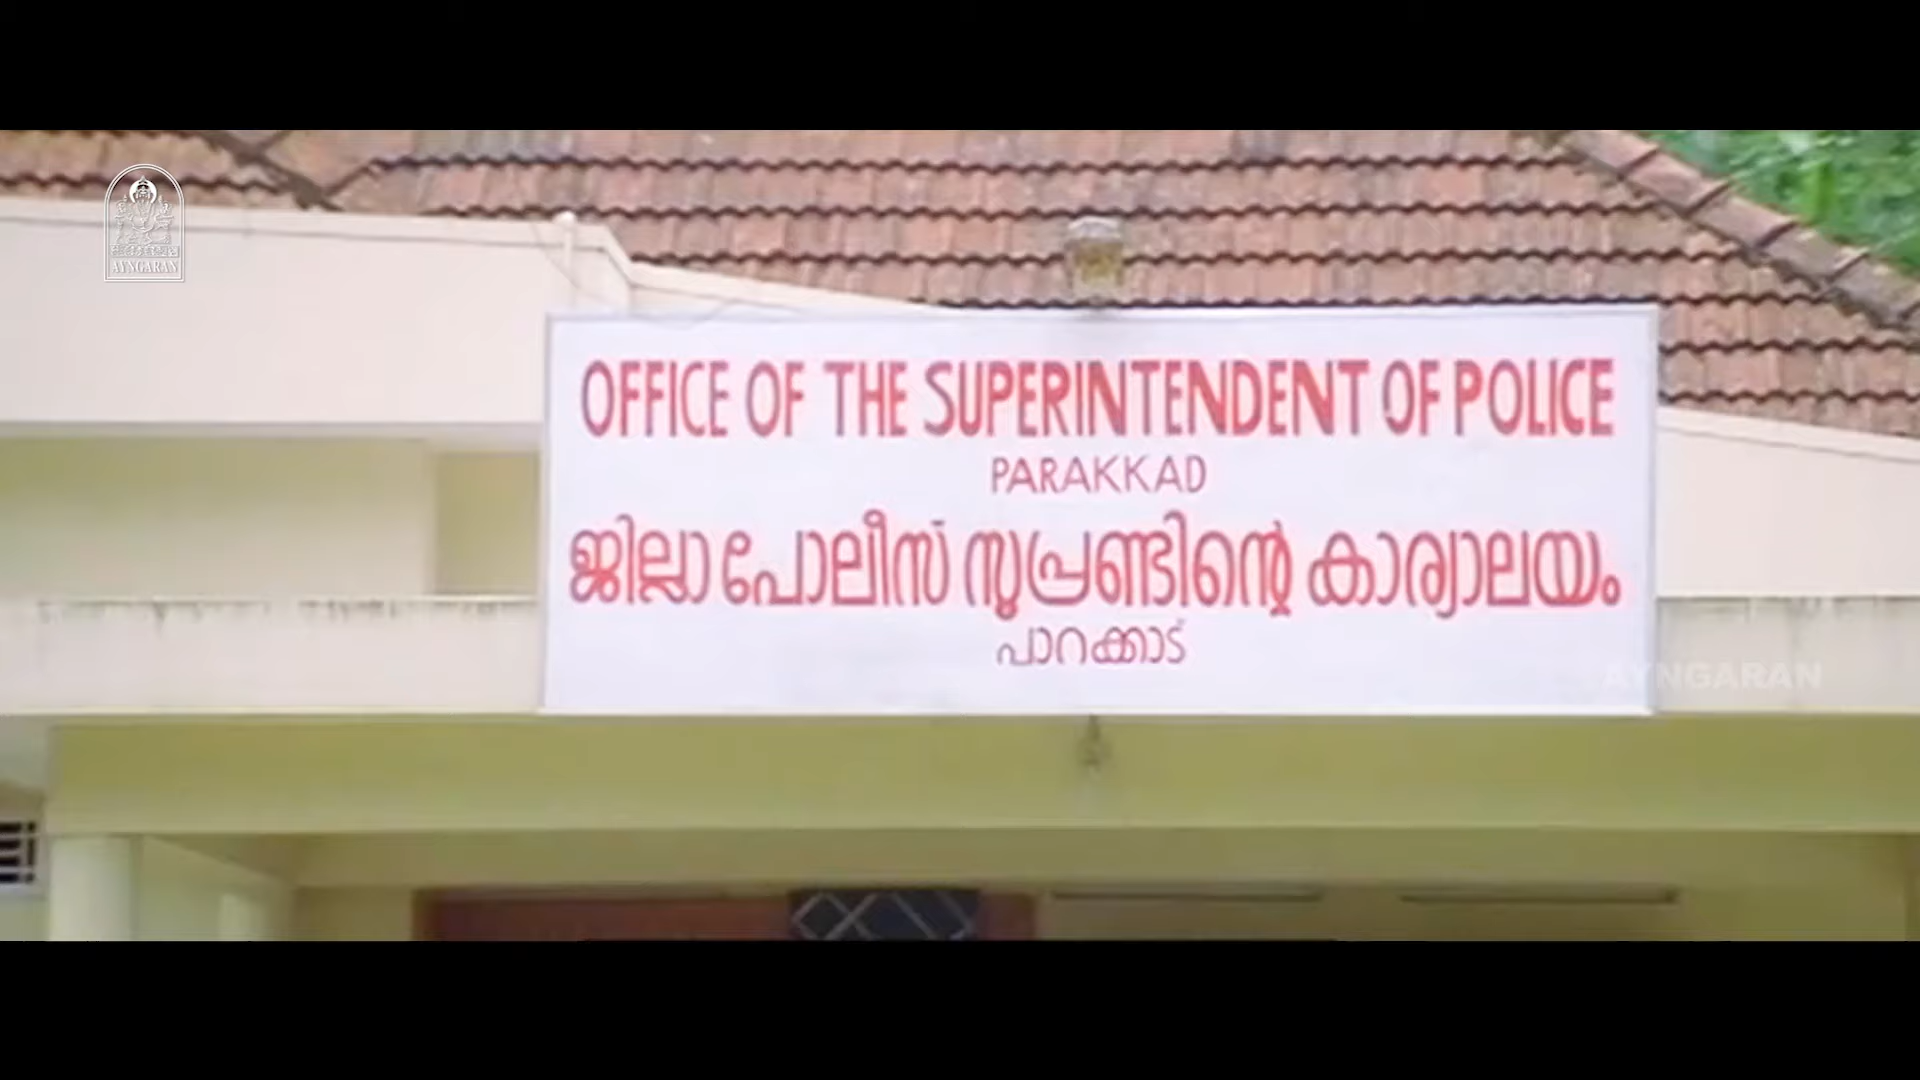 AYNGARAN
OFFICE OF THE SUPERINTENDENT OF POLICE
PARAKKAD
ജില്ലാ പോലീസ് സൂപ്രണ്ടിന്റെ കാര്യാലയം
പാറക്കാട്
AYNGARAN